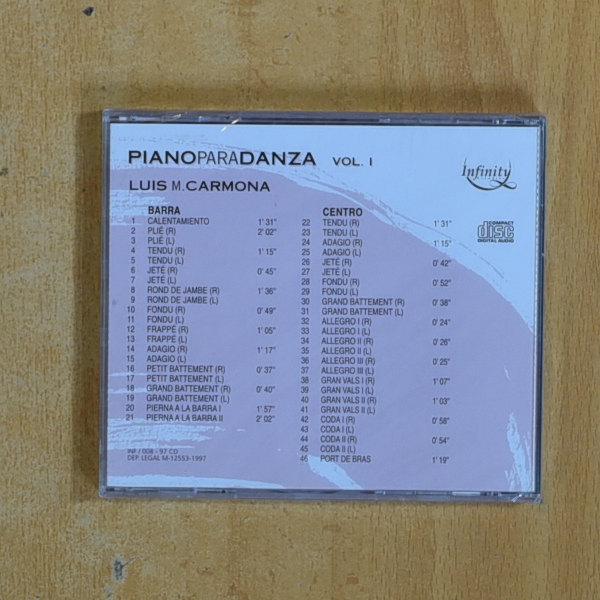 PIANOPARADANZA VOL. I
LUIS M. CARMONA
Infinity
COMPACT
disc
DIGITAL AUDIO
BARRA
1 CALENTAMIENTO 1' 31"
2 PLIÉ (R) 2' 02"
3 PLIÉ (L)
4 TENDU (R) 1' 15"
5 TENDU (L)
6 JETÉ (R) 0' 45"
7 JETÉ (L)
8 ROND DE JAMBE (R) 1' 36"
9 ROND DE JAMBE (L)
10 FONDU (R) 0' 49"
11 FONDU (L)
12 FRAPPÉ (R) 1' 05"
13 FRAPPÉ (L)
14 ADAGIO (R) 1' 17"
15 ADAGIO (L)
16 PETIT BATTEMENT (R) 0' 37"
17 PETIT BATTEMENT (L)
18 GRAND BATTEMENT (R) 0' 40"
19 GRAND BATTEMENT (L)
20 PIERNA A LA BARRA I 1' 57"
21 PIERNA A LA BARRA II 2' 02"
CENTRO
22 TENDU (R) 1' 31"
23 TENDU (L)
24 ADAGIO (R) 1' 15"
25 ADAGIO (L)
26 JETÉ (R) 0' 42"
27 JETÉ (L)
28 FONDU (R) 0' 52"
29 FONDU (L)
30 GRAND BATTEMENT (R) 0' 38"
31 GRAND BATTEMENT (L)
32 ALLEGRO I (R) 0' 24"
33 ALLEGRO I (L)
34 ALLEGRO II (R) 0' 26"
35 ALLEGRO II (L)
36 ALLEGRO III (R) 0' 25"
37 ALLEGRO III (L)
38 GRAN VALS I (R) 1' 07"
39 GRAN VALS I (L)
40 GRAN VALS II (R) 1' 03"
41 GRAN VALS II (L)
42 CODA I (R) 0' 58"
43 CODA I (L)
44 CODA II (R) 0' 54"
45 CODA II (L)
46 PORT DE BRAS 1' 19"
INF / 008 - 97 CD
DEP. LEGAL M-12553-1997